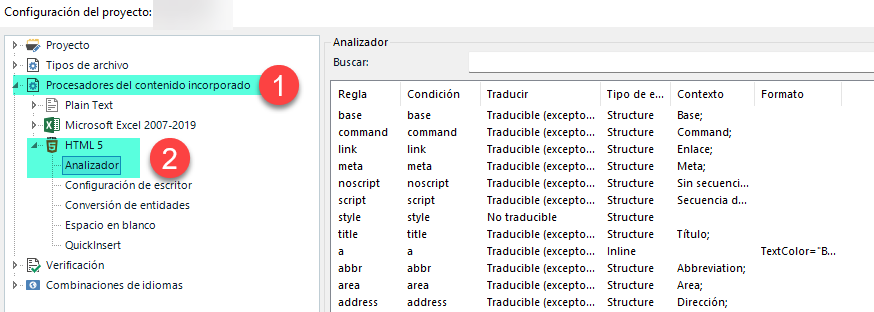 Configuración del proyecto:
Proyecto
Tipos de archivo
Procesadores del contenido incorporado 1
Plain Text
Microsoft Excel 2007-2019
HTML 5
Analizador 2
Configuración de escritor
Conversión de entidades
Espacio en blanco
QuickInsert
Verificación
Combinaciones de idiomas
Analizador
Buscar:
Regla Condición Traducir Tipo de e... Contexto Formato
base base Traducible (excepto... Structure Base;
command command Traducible (excepto... Structure Command;
link link Traducible (excepto... Structure Enlace;
meta meta Traducible (excepto... Structure Meta;
noscript noscript Traducible (excepto... Structure Sin secuenci...
script script Traducible (excepto... Structure Secuencia d...
style style No traducible Structure
title title Traducible (excepto... Structure Título;
a a Traducible (excepto... Inline TextColor="B...
abbr abbr Traducible (excepto... Structure Abbreviation;
area area Traducible (excepto... Structure Area;
address address Traducible (excepto... Structure Dirección;